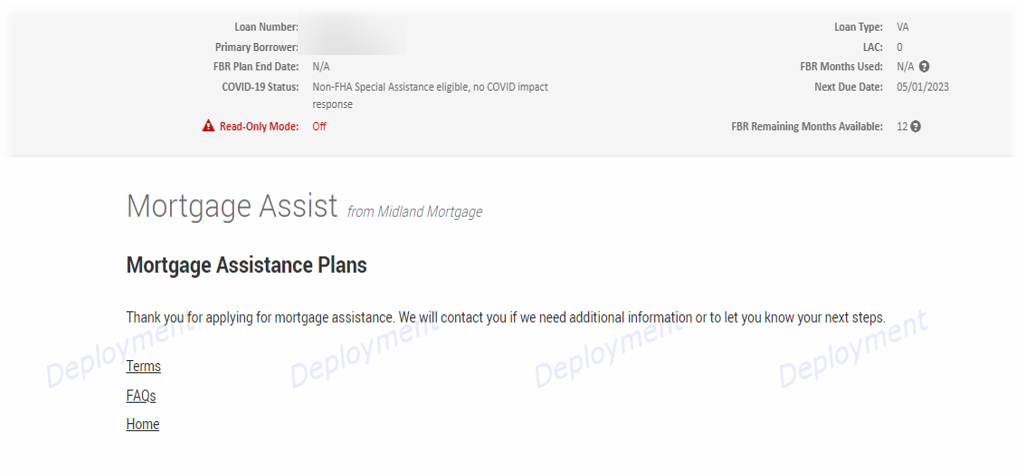 Loan Number:
Loan Type: VA
Primary Borrower:
LAC: 0
FBR Plan End Date: N/A
FBR Months Used: N/A ?
COVID-19 Status: Non-FHA Special Assistance eligible, no COVID impact
response
Next Due Date: 05/01/2023
Read-Only Mode: Off
FBR Remaining Months Available: 12 ?
Mortgage Assist from Midland Mortgage
Mortgage Assistance Plans
Thank you for applying for mortgage assistance. We will contact you if we need additional information or to let you know your next steps.
Deployment Deployment Deployment Deployment
Terms
FAQs
Home